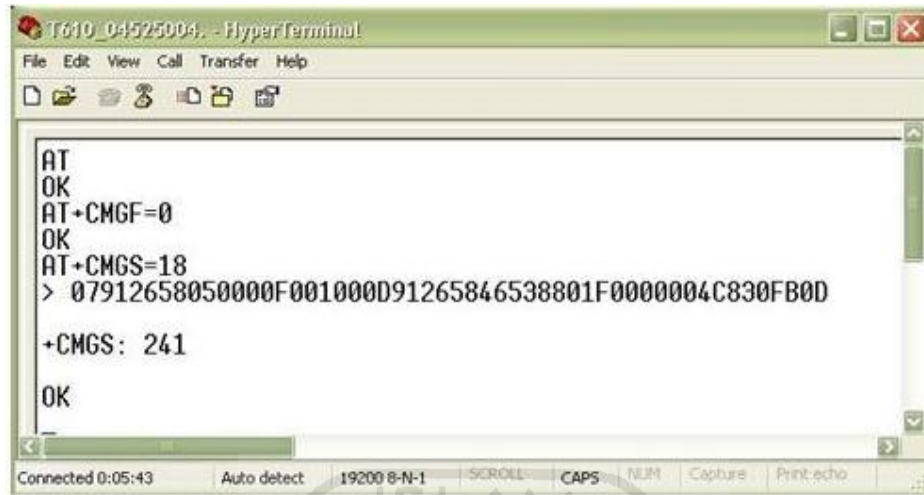 T610_04525004. - HyperTerminal
File Edit View Call Transfer Help
AT
OK
AT+CMGF=0
OK
AT+CMGS=18
> 07912658050000F001000D91265846538801F0000004C830FB0D
+CMGS: 241
OK
Connected 0:05:43 Auto detect 19200 8-N-1 SCROLL CAPS NUM Capture Print echo